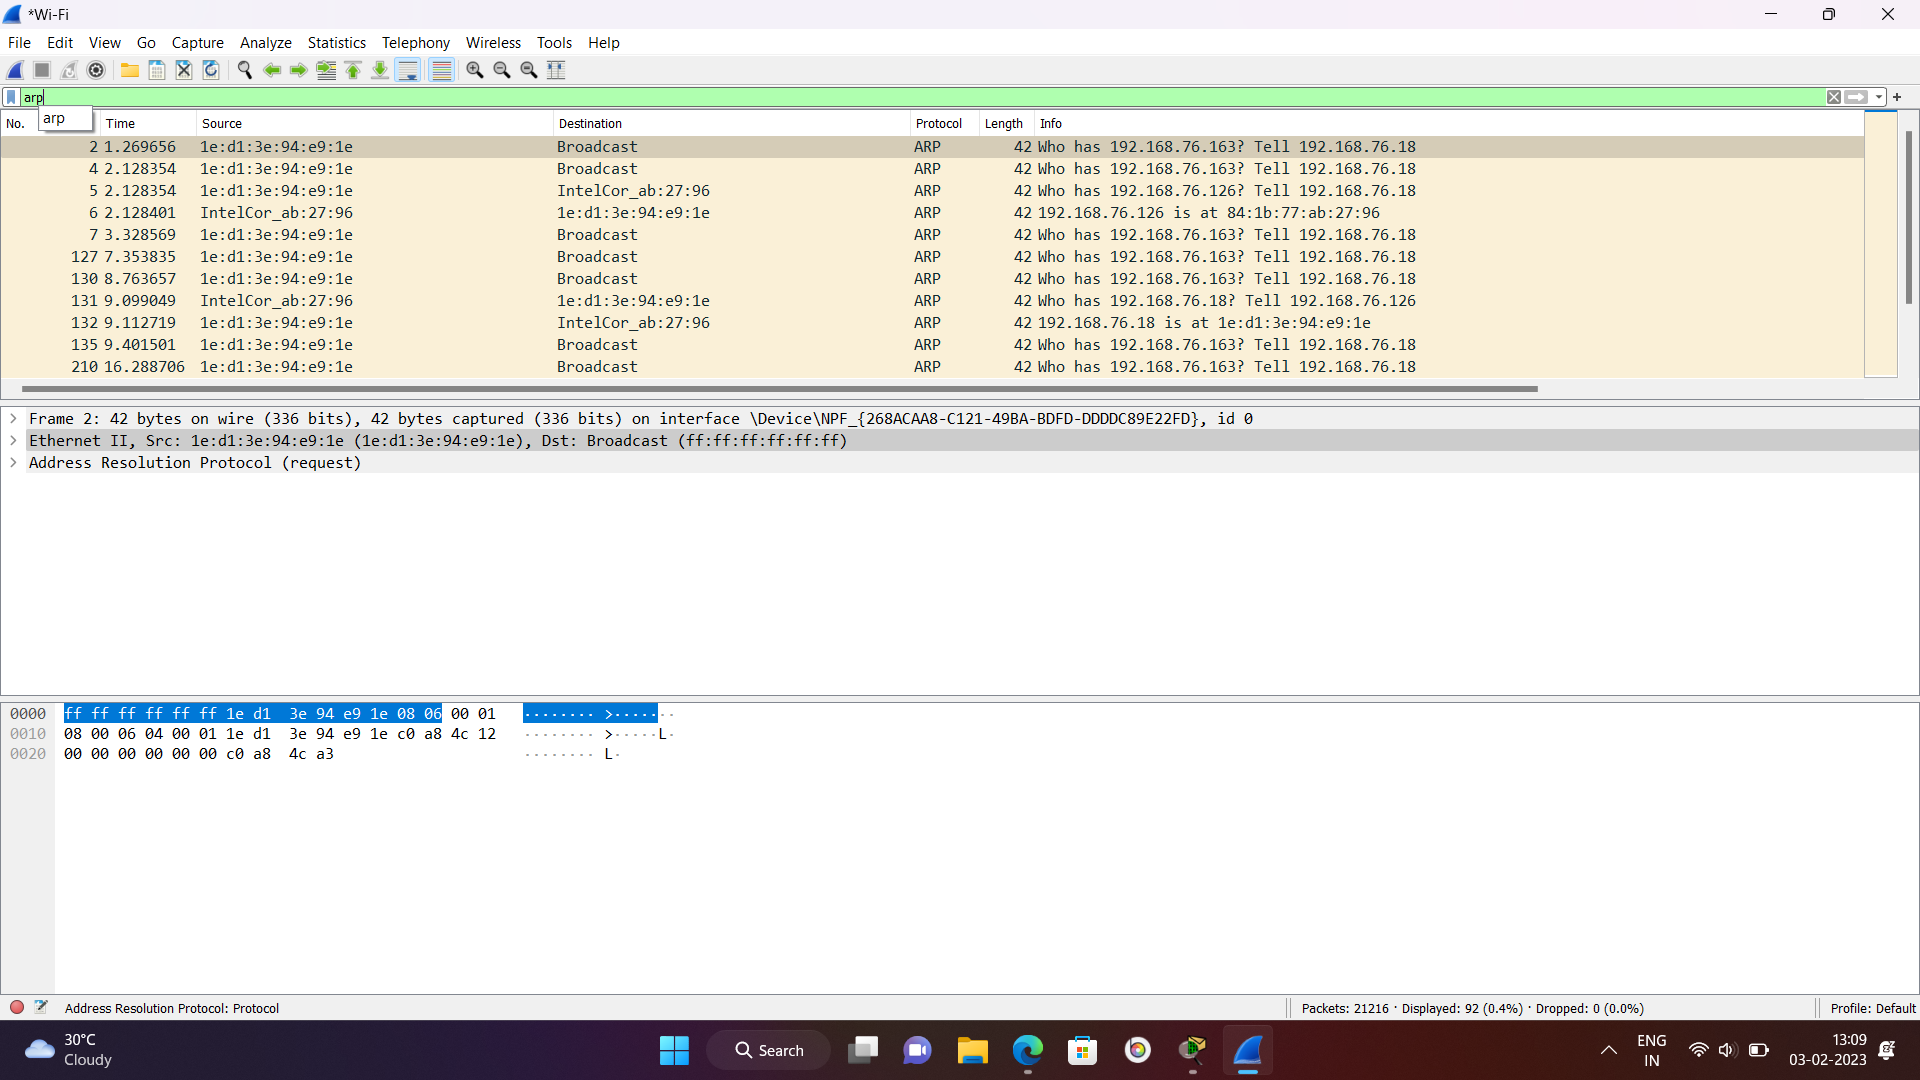 *Wi-Fi
File Edit View Go Capture Analyze Statistics Telephony Wireless Tools Help
arp
arp
No. Time Source Destination Protocol Length Info
2 1.269656 1e:d1:3e:94:e9:1e Broadcast ARP 42 Who has 192.168.76.163? Tell 192.168.76.18
4 2.128354 1e:d1:3e:94:e9:1e Broadcast ARP 42 Who has 192.168.76.163? Tell 192.168.76.18
5 2.128354 1e:d1:3e:94:e9:1e IntelCor_ab:27:96 ARP 42 Who has 192.168.76.126? Tell 192.168.76.18
6 2.128401 IntelCor_ab:27:96 1e:d1:3e:94:e9:1e ARP 42 192.168.76.126 is at 84:1b:77:ab:27:96
7 3.328569 1e:d1:3e:94:e9:1e Broadcast ARP 42 Who has 192.168.76.163? Tell 192.168.76.18
127 7.353835 1e:d1:3e:94:e9:1e Broadcast ARP 42 Who has 192.168.76.163? Tell 192.168.76.18
130 8.763657 1e:d1:3e:94:e9:1e Broadcast ARP 42 Who has 192.168.76.163? Tell 192.168.76.18
131 9.099049 IntelCor_ab:27:96 1e:d1:3e:94:e9:1e ARP 42 Who has 192.168.76.18? Tell 192.168.76.126
132 9.112719 1e:d1:3e:94:e9:1e IntelCor_ab:27:96 ARP 42 192.168.76.18 is at 1e:d1:3e:94:e9:1e
135 9.401501 1e:d1:3e:94:e9:1e Broadcast ARP 42 Who has 192.168.76.163? Tell 192.168.76.18
210 16.288706 1e:d1:3e:94:e9:1e Broadcast ARP 42 Who has 192.168.76.163? Tell 192.168.76.18
Frame 2: 42 bytes on wire (336 bits), 42 bytes captured (336 bits) on interface \Device\NPF_{268ACAA8-C121-49BA-BDFD-DDDDC89E22FD}, id 0
Ethernet II, Src: 1e:d1:3e:94:e9:1e (1e:d1:3e:94:e9:1e), Dst: Broadcast (ff:ff:ff:ff:ff:ff)
Address Resolution Protocol (request)
0000 ff ff ff ff ff ff 1e d1 3e 94 e9 1e 08 06 00 01 ········ >·······
0010 08 00 06 04 00 01 1e d1 3e 94 e9 1e c0 a8 4c 12 ········ >·····L·
0020 00 00 00 00 00 00 c0 a8 4c a3 ········ L·
Address Resolution Protocol: Protocol
Packets: 21216 · Displayed: 92 (0.4%) · Dropped: 0 (0.0%)
Profile: Default
30°C
Cloudy
Search
ENG
IN
13:09
03-02-2023